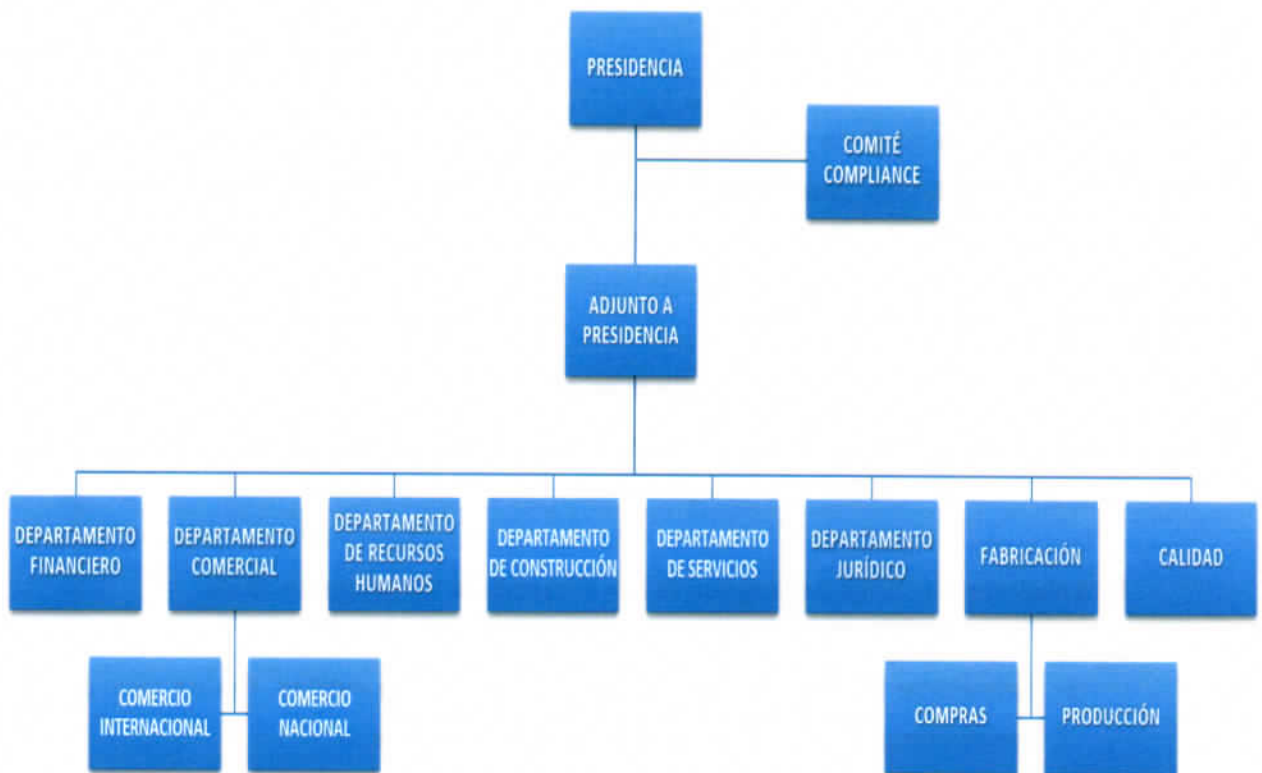 PRESIDENCIA
COMITÉ
COMPLIANCE
ADJUNTO A
PRESIDENCIA
DEPARTAMENTO
FINANCIERO
DEPARTAMENTO
COMERCIAL
DEPARTAMENTO
DE RECURSOS
HUMANOS
DEPARTAMENTO
DE CONSTRUCCIÓN
DEPARTAMENTO
DE SERVICIOS
DEPARTAMENTO
JURÍDICO
FABRICACIÓN
CALIDAD
COMERCIO
INTERNACIONAL
COMERCIO
NACIONAL
COMPRAS
PRODUCCIÓN